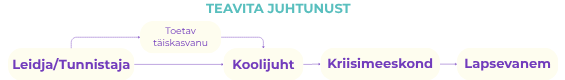 TEAVITA JUHTUNUST
Toetav
täiskasvanu
Leidja/Tunnistaja
Koolijuht
Kriisimeeskond
Lapsevanem